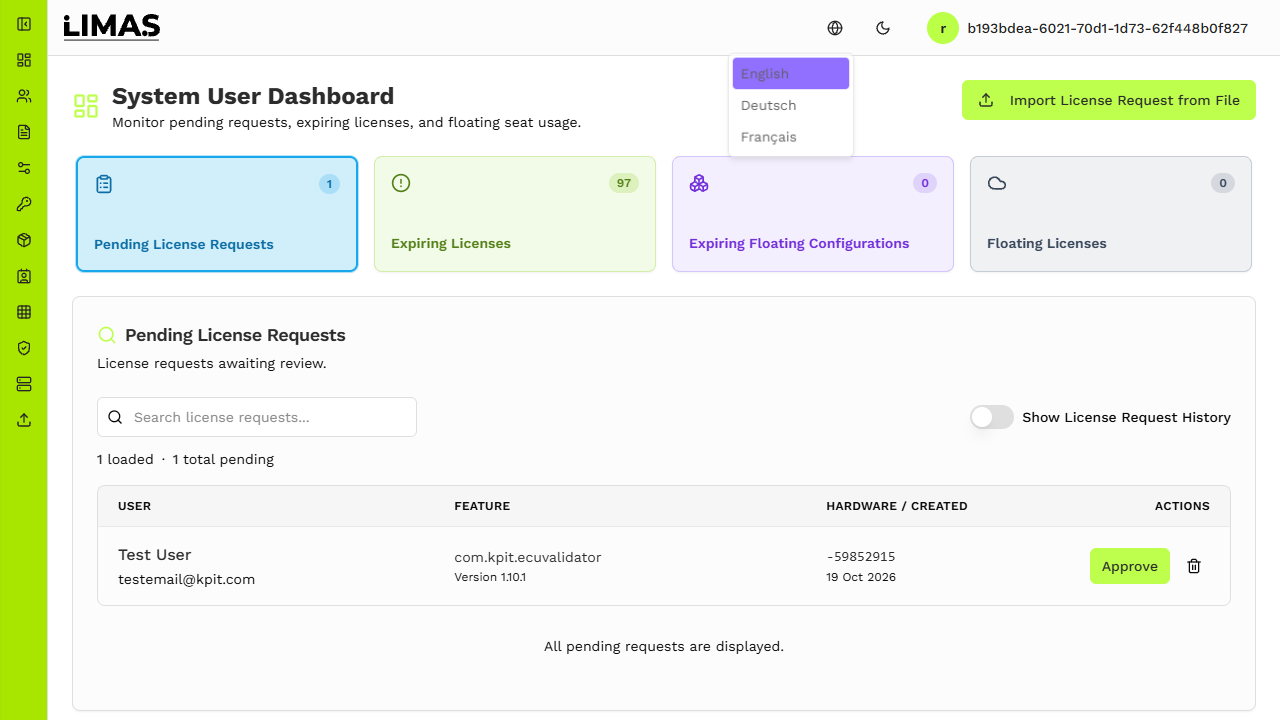 LIMAS
r
b193bdea-6021-70d1-1d73-62f448b0f827
English
Deutsch
Français
System User Dashboard
Monitor pending requests, expiring licenses, and floating seat usage.
Import License Request from File
1
Pending License Requests
97
Expiring Licenses
0
Expiring Floating Configurations
0
Floating Licenses
Pending License Requests
License requests awaiting review.
Search license requests...
Show License Request History
1 loaded · 1 total pending
USER FEATURE HARDWARE / CREATED ACTIONS
Test User com.kpit.ecuvalidator -59852915 Approve
testemail@kpit.com Version 1.10.1 19 Oct 2026
All pending requests are displayed.